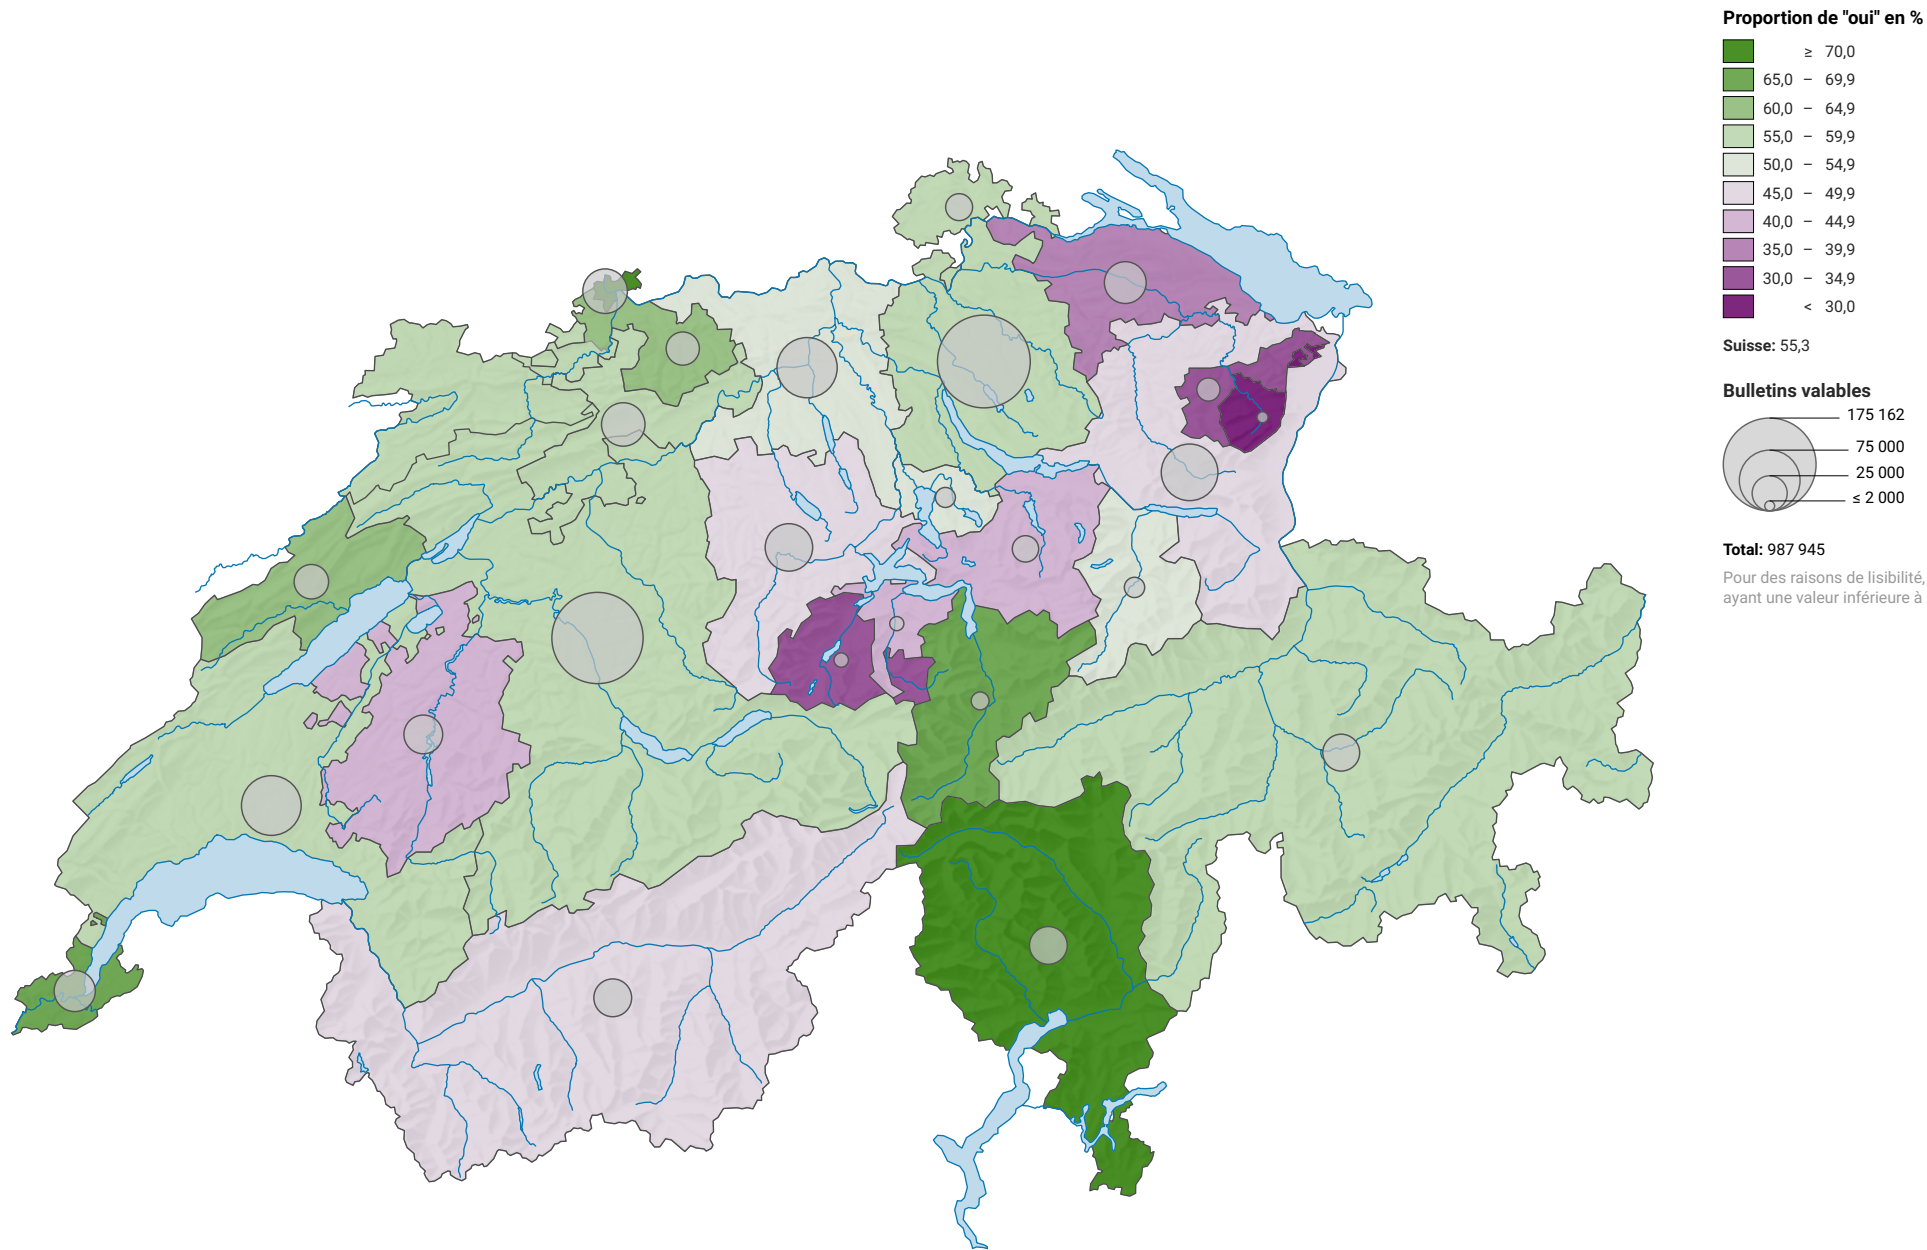 Proportion de "oui" en %
≥ 70,0
65,0 – 69,9
60,0 – 64,9
55,0 – 59,9
50,0 – 54,9
45,0 – 49,9
40,0 – 44,9
35,0 – 39,9
30,0 – 34,9
< 30,0
Suisse: 55,3
Bulletins valables
175 162
75 000
25 000
≤ 2 000
Total: 987 945
Pour des raisons de lisibilité,
ayant une valeur inférieure à